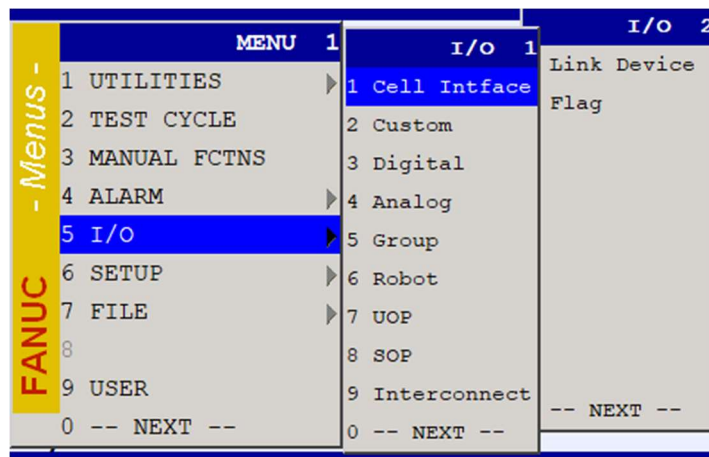 FANUC - Menus -
MENU 1
1 UTILITIES
2 TEST CYCLE
3 MANUAL FCTNS
4 ALARM
5 I/O
6 SETUP
7 FILE
8
9 USER
0 -- NEXT --
I/O 1
1 Cell Intface
2 Custom
3 Digital
4 Analog
5 Group
6 Robot
7 UOP
8 SOP
9 Interconnect
0 -- NEXT --
I/O 2
Link Device
Flag
-- NEXT --